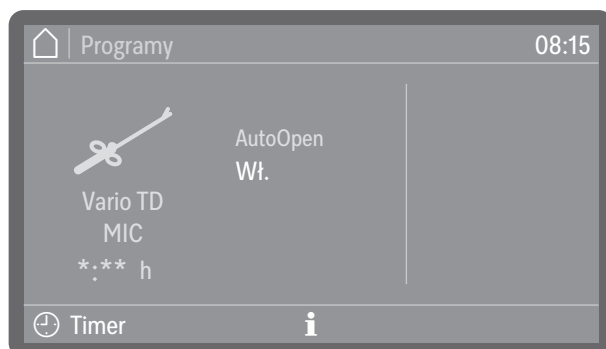 Programy 08:15
AutoOpen
Wł.
Vario TD
MIC
*:** h
Timer i